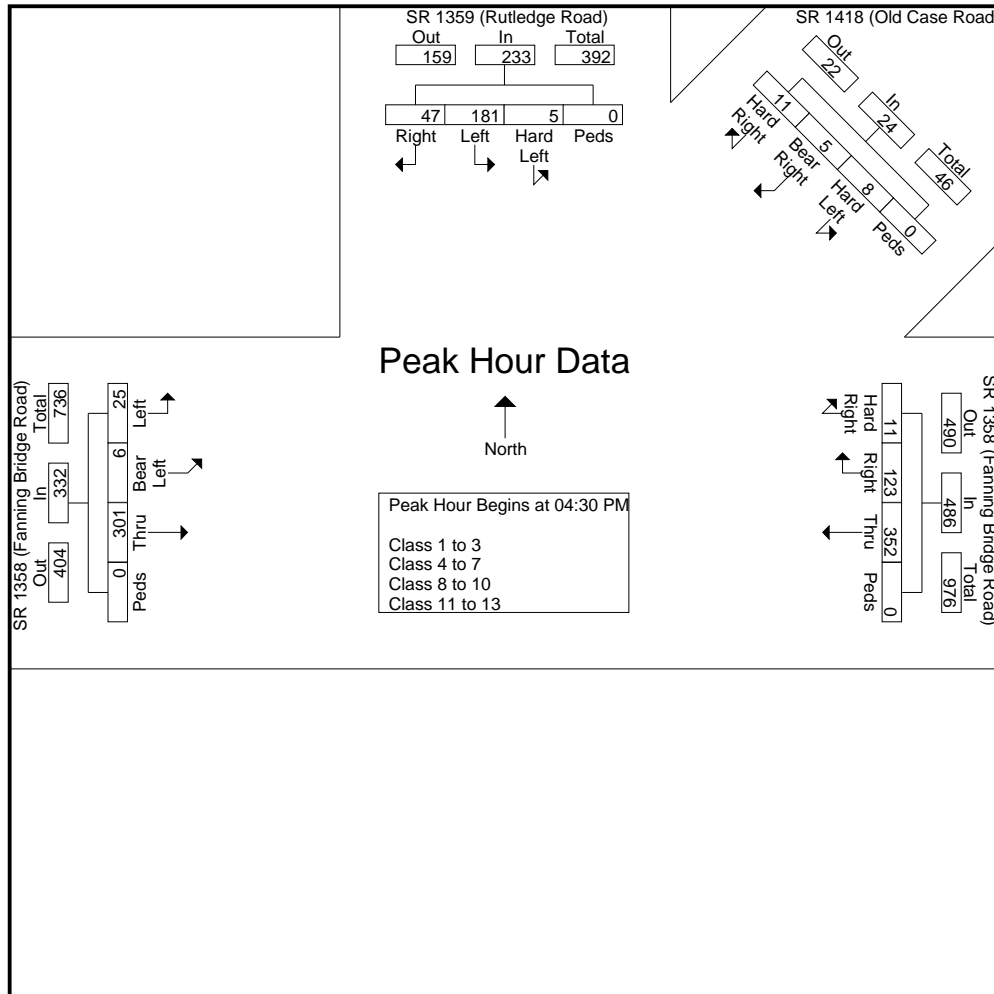 SR 1359 (Rutledge Road)
Out In Total
159 233 392
47 181 5 0
Right Left Hard Left Peds
SR 1418 (Old Case Road
Out In Total
22 24 46
11 5 8 0
Hard Right Bear Right Hard Left Peds
Peak Hour Data
North
Peak Hour Begins at 04:30 PM
Class 1 to 3
Class 4 to 7
Class 8 to 10
Class 11 to 13
SR 1358 (Fanning Bridge Road)
Total In Out
736 332 404
25 6 301 0
Left Bear Left Thru Peds
SR 1358 (Fanning Bridge Road)
Out In Total
490 486 976
11 123 352 0
Hard Right Right Thru Peds